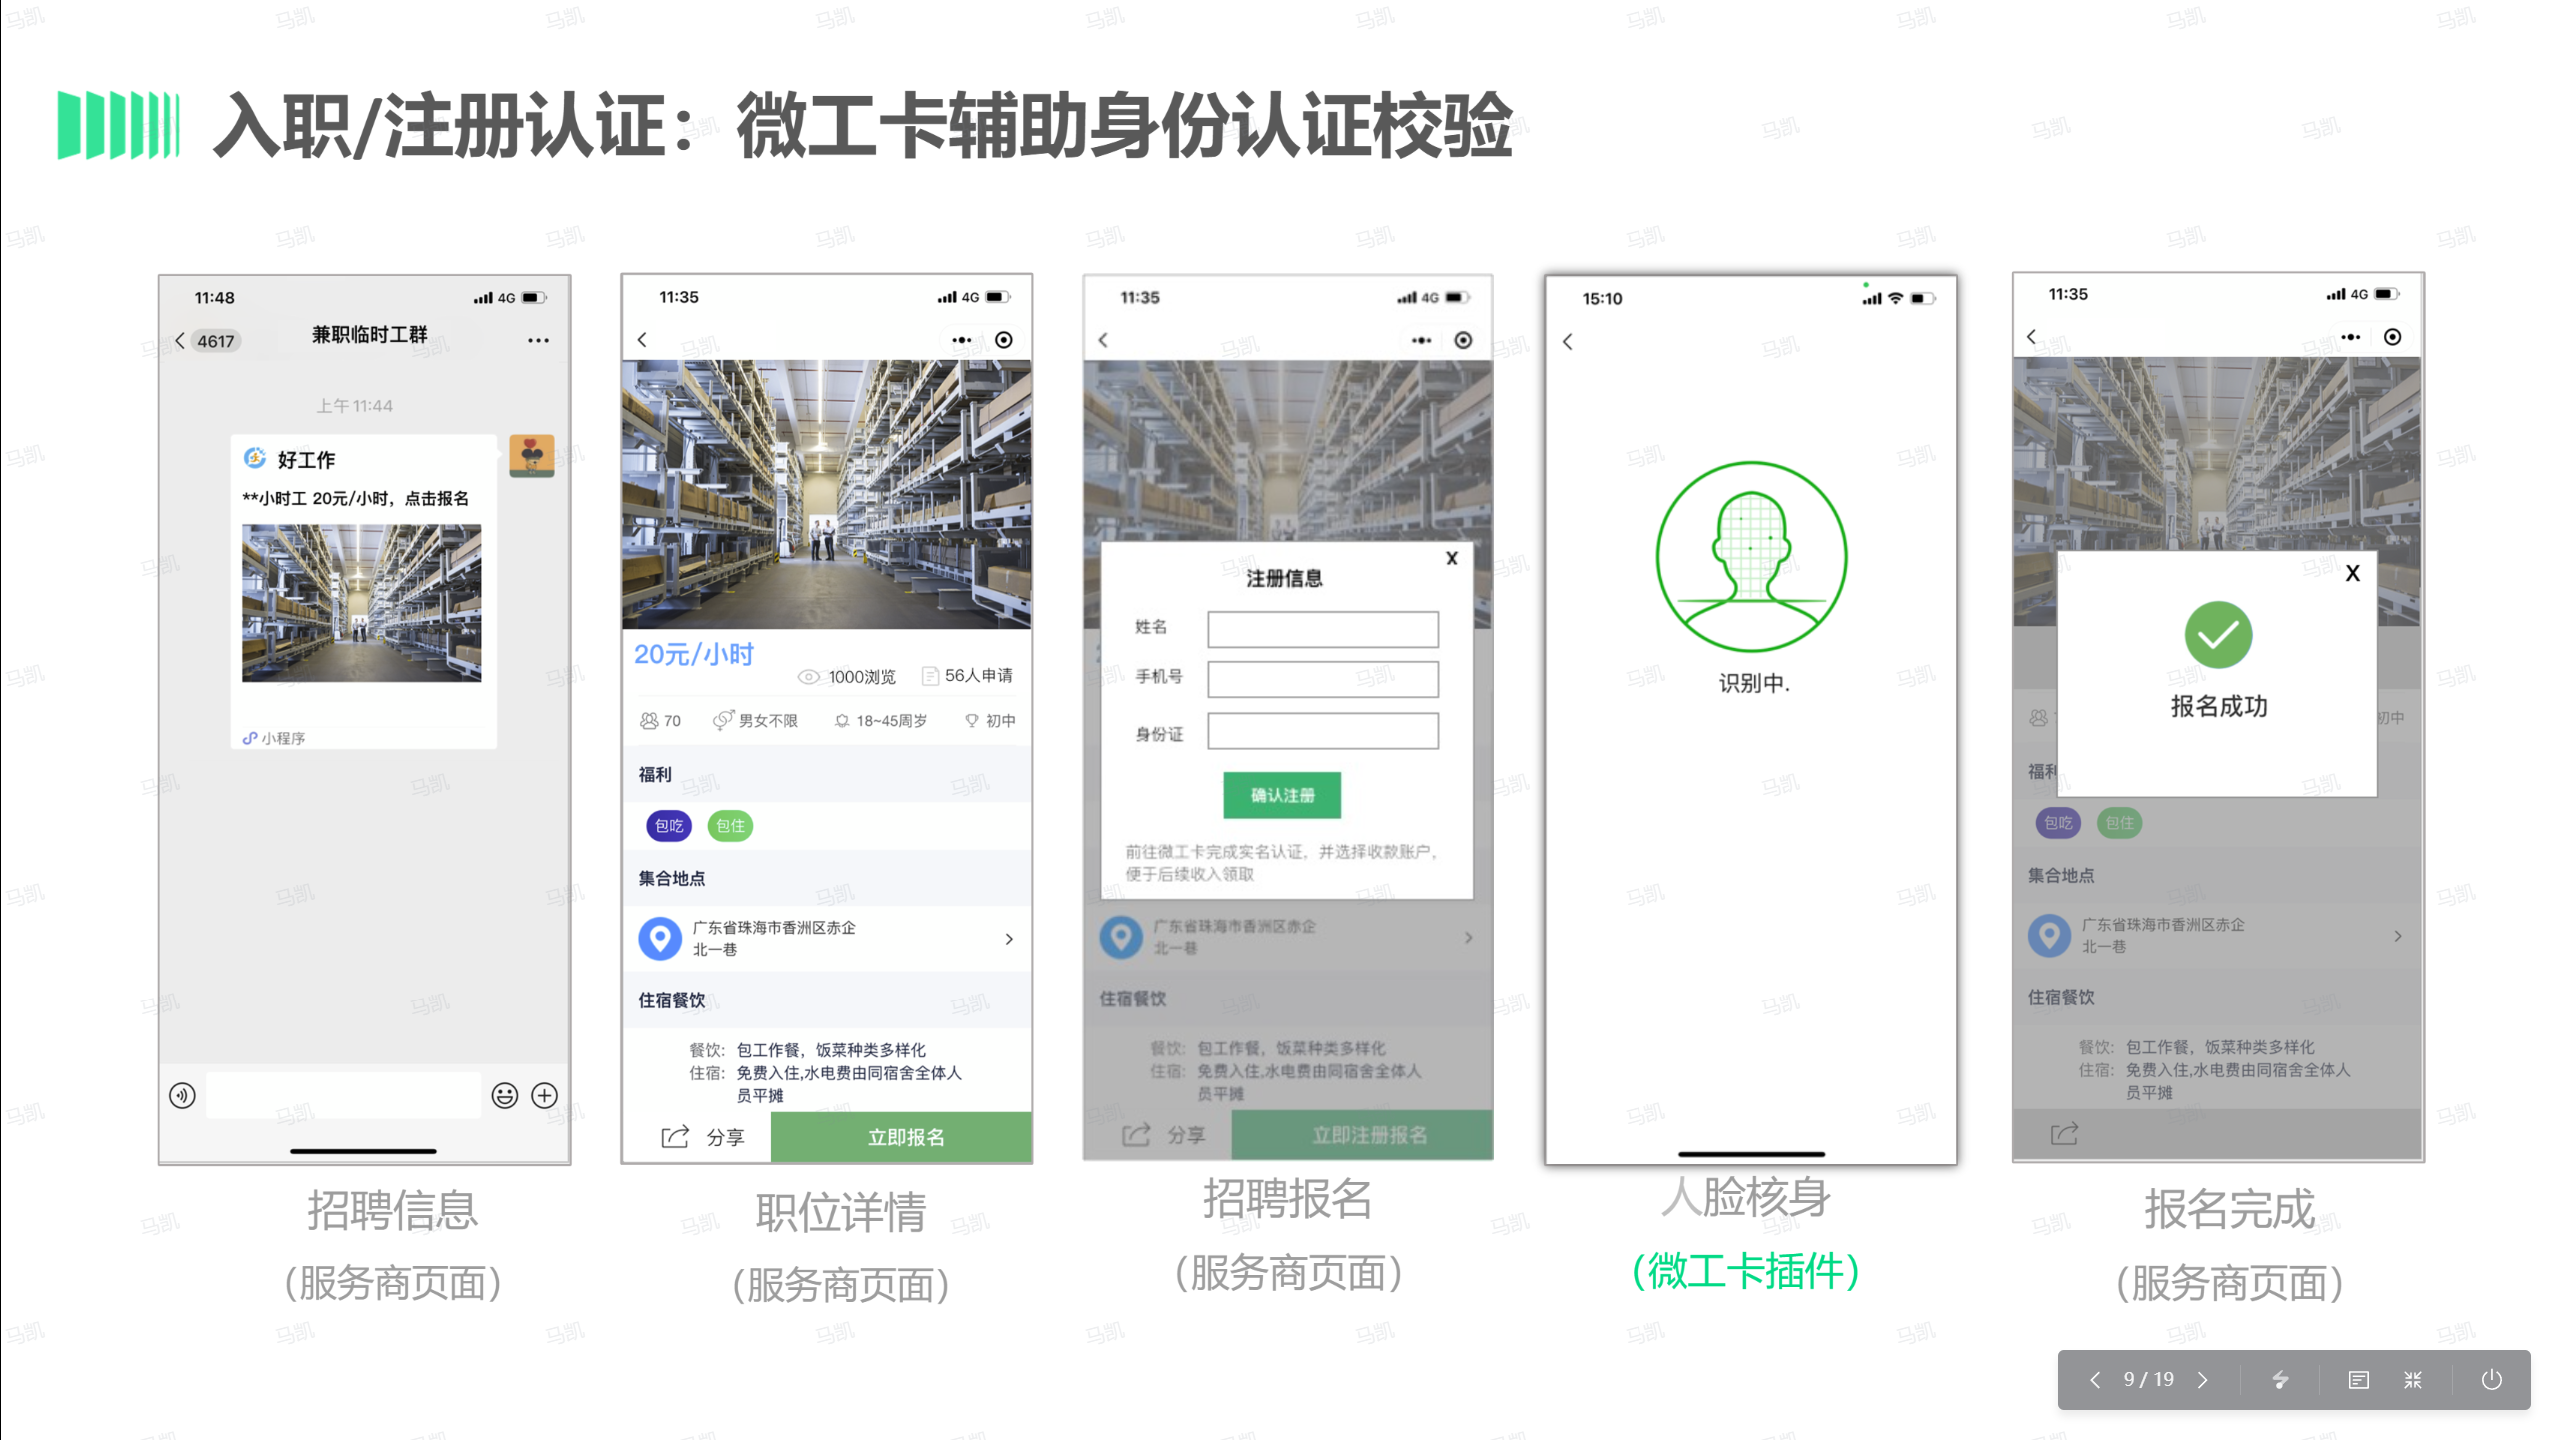 入职/注册认证：微工卡辅助身份认证校验
11:48
4G
4617
兼职临时工群
上午 11:44
好工作
**小时工 20元/小时，点击报名
小程序
招聘信息
（服务商页面）
11:35
4G
20元/小时
1000浏览
56人申请
70
男女不限
18~45周岁
初中
福利
包吃
包住
集合地点
广东省珠海市香洲区赤企
北一巷
住宿餐饮
餐饮: 包工作餐，饭菜种类多样化
住宿: 免费入住,水电费由同宿舍全体人
员平摊
分享
立即报名
职位详情
（服务商页面）
11:35
4G
X
注册信息
姓名
手机号
身份证
确认注册
前往微工卡完成实名认证，并选择收款账户，
便于后续收入领取
广东省珠海市香洲区赤企
北一巷
住宿餐饮
餐饮: 包工作餐，饭菜种类多样化
住宿: 免费入住,水电费由同宿舍全体人
员平摊
分享
立即注册报名
招聘报名
（服务商页面）
15:10
识别中.
人脸核身
（微工卡插件）
11:35
4G
X
报名成功
初中
福利
包吃
包住
集合地点
广东省珠海市香洲区赤企
北一巷
住宿餐饮
餐饮: 包工作餐，饭菜种类多样化
住宿: 免费入住,水电费由同宿舍全体人
员平摊
报名完成
（服务商页面）
9 / 19
马凯